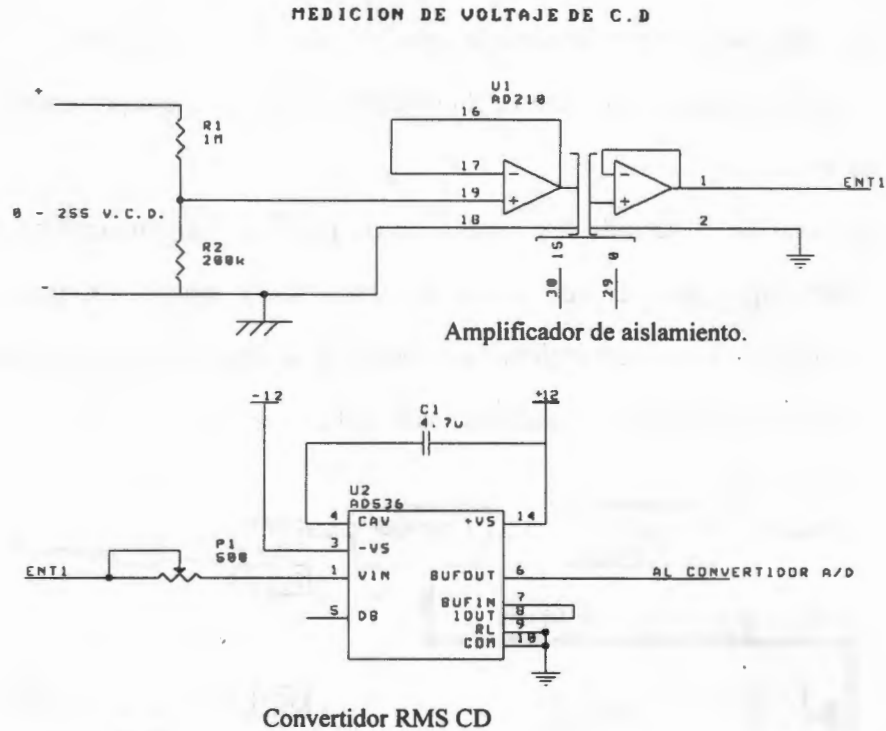 MEDICION DE VOLTAJE DE C.D
+
R1
1M
0 - 255 V.C.D.
R2
200k
-
U1
AD210
16
17
19
18
15
0
30
29
1
ENT1
2
Amplificador de aislamiento.
-12
+12
C1
4.7u
U2
AD536
4
CAV
+VS
14
3
-VS
ENT1
P1
500
1
VIN
BUFOUT
6
AL CONVERTIDOR A/D
5
DB
BUFIN
7
IOUT
8
RL
9
COM
10
Convertidor RMS CD